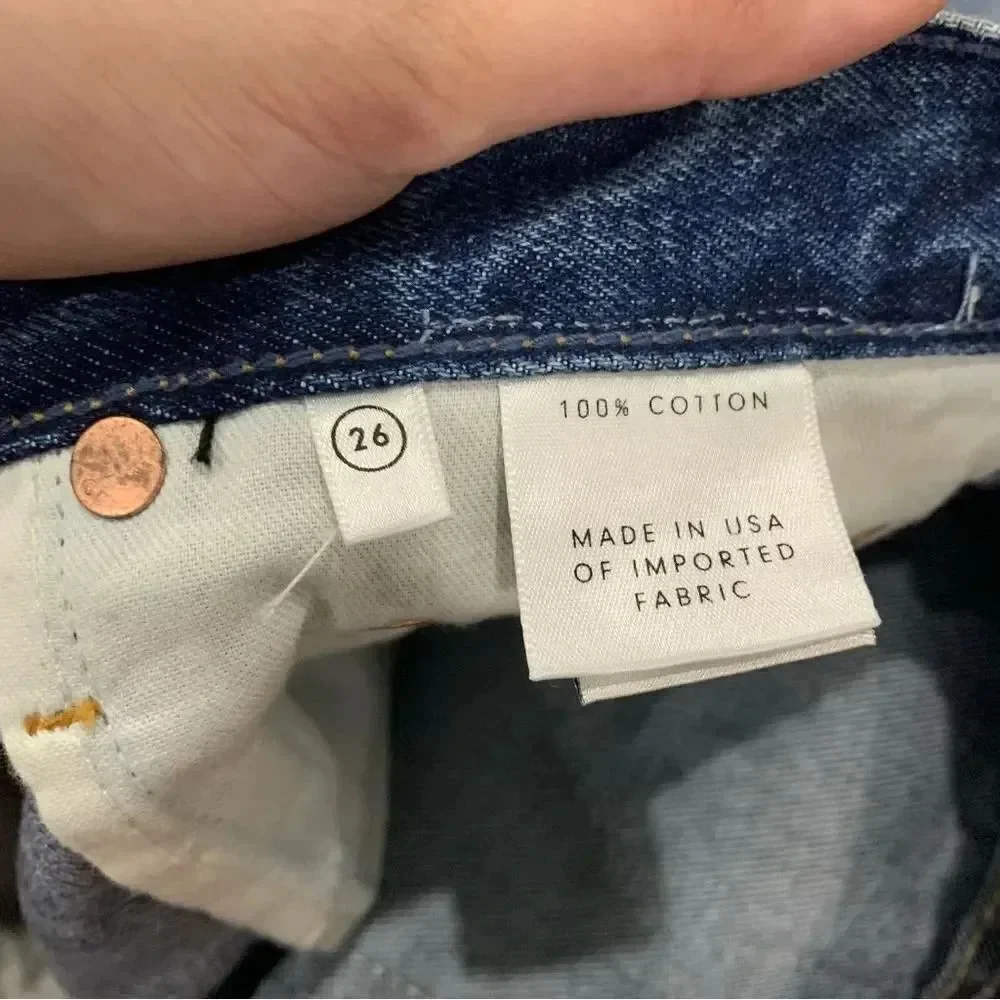 26
100% COTTON
MADE IN USA
OF IMPORTED
FABRIC